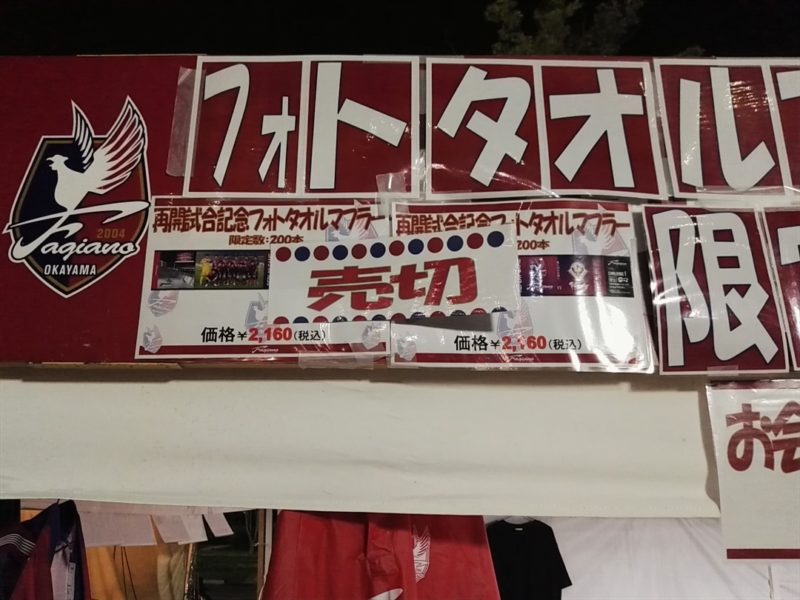 フォトタオル
2004
Fagiano
OKAYAMA
再開試合記念フォトタオルマフラー
限定数:200本
価格¥2,160(税込)
売切
再開試合記念フォトタオルマフラー
200本
価格¥2,160(税込)
限
お会